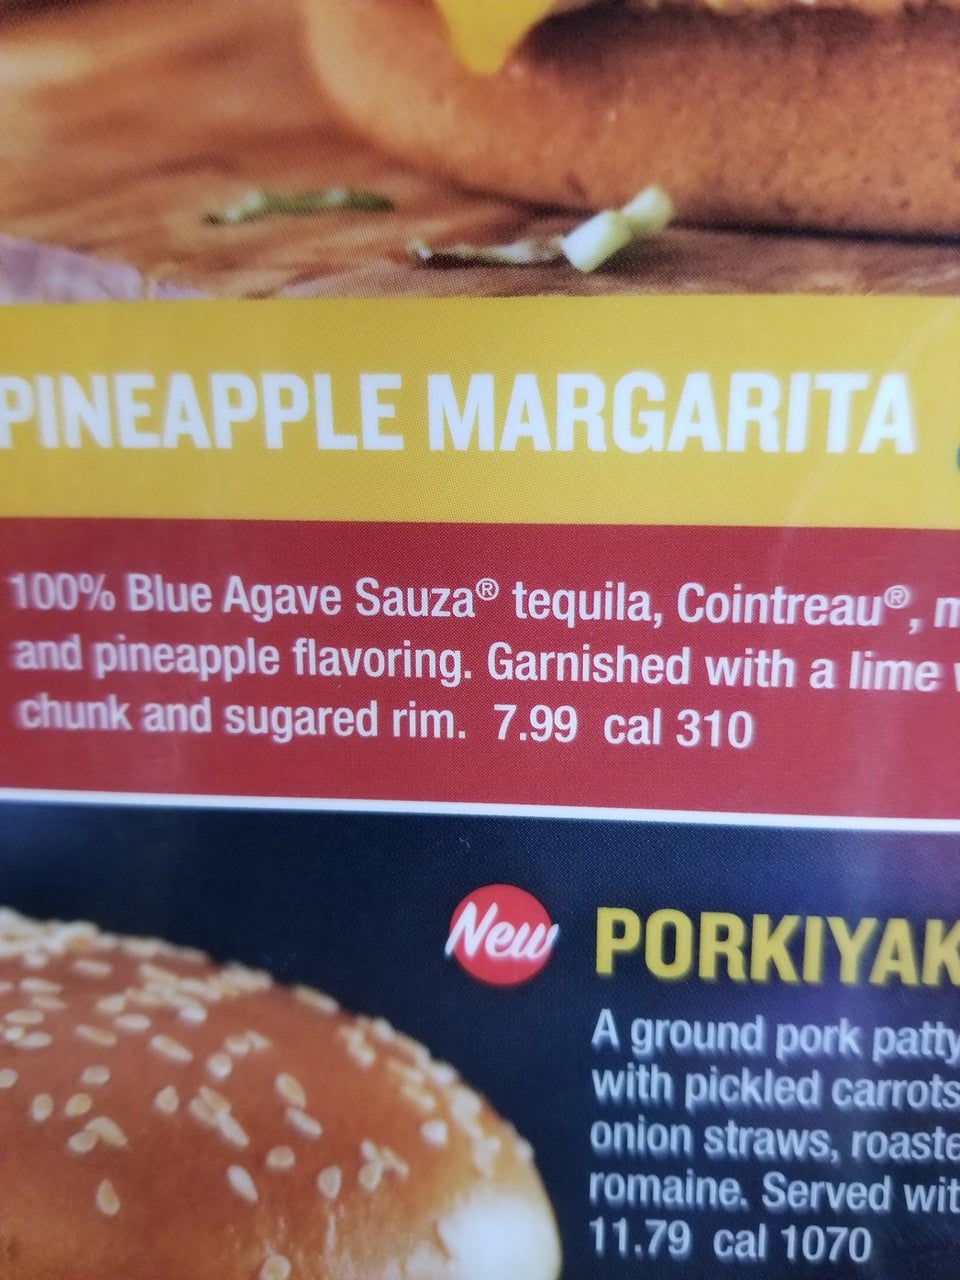 PINEAPPLE MARGARITA
100% Blue Agave Sauza® tequila, Cointreau®,
and pineapple flavoring. Garnished with a lime
chunk and sugared rim. 7.99 cal 310
New
PORKIYAK
A ground pork patty
with pickled carrots
onion straws, roaste
romaine. Served wit
11.79 cal 1070